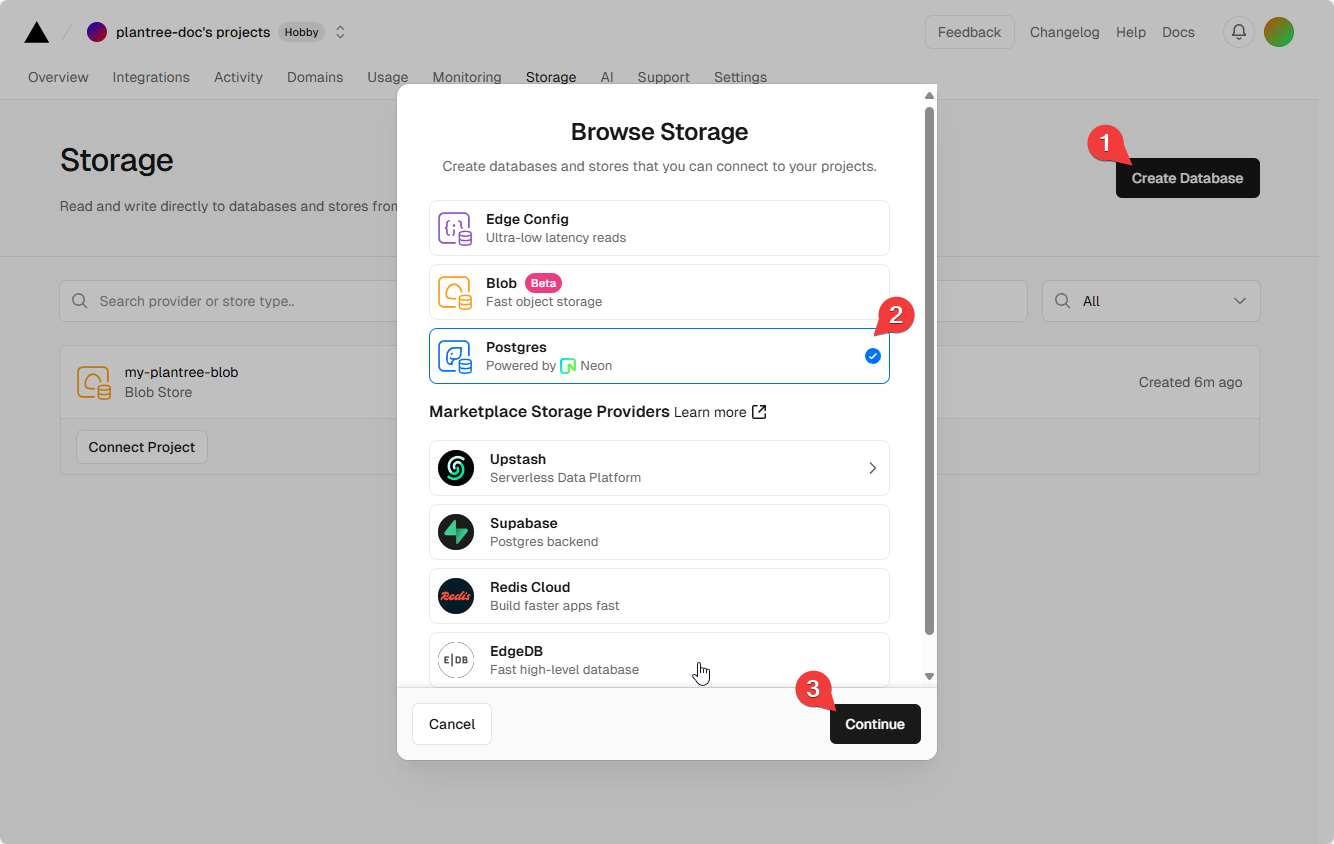 plantree-doc's projects Hobby
Feedback Changelog Help Docs
Overview Integrations Activity Domains Usage Monitoring Storage AI Support Settings
Storage
Read and write directly to databases and stores from
1
Create Database
Search provider or store type..
All
my-plantree-blob
Blob Store
Created 6m ago
Connect Project
Browse Storage
Create databases and stores that you can connect to your projects.
Edge Config
Ultra-low latency reads
Blob Beta
Fast object storage
2
Postgres
Powered by Neon
Marketplace Storage Providers Learn more
Upstash
Serverless Data Platform
Supabase
Postgres backend
Redis
Redis Cloud
Build faster apps fast
E|DB
EdgeDB
Fast high-level database
3
Cancel
Continue